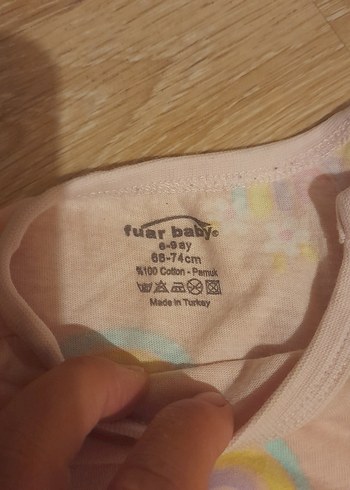 fuar baby®
6-9 ay
68-74cm
%100 Cotton - Pamuk
Made in Turkey